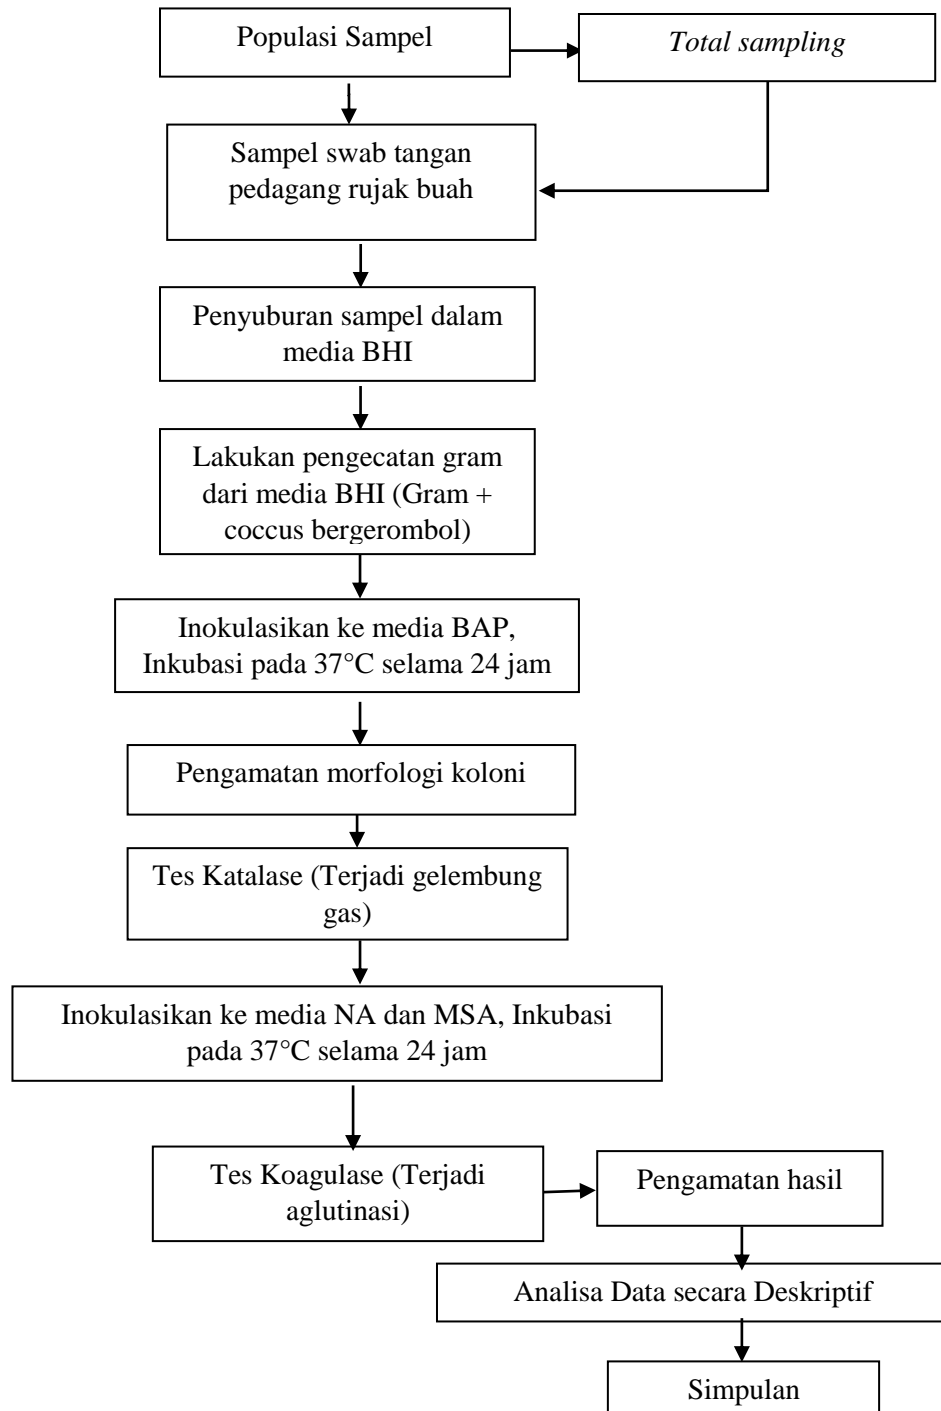 Populasi Sampel
Total sampling
Sampel swab tangan
pedagang rujak buah
Penyuburan sampel dalam
media BHI
Lakukan pengecatan gram
dari media BHI (Gram +
coccus bergerombol)
Inokulasikan ke media BAP,
Inkubasi pada 37°C selama 24 jam
Pengamatan morfologi koloni
Tes Katalase (Terjadi gelembung
gas)
Inokulasikan ke media NA dan MSA, Inkubasi
pada 37°C selama 24 jam
Tes Koagulase (Terjadi
aglutinasi)
Pengamatan hasil
Analisa Data secara Deskriptif
Simpulan